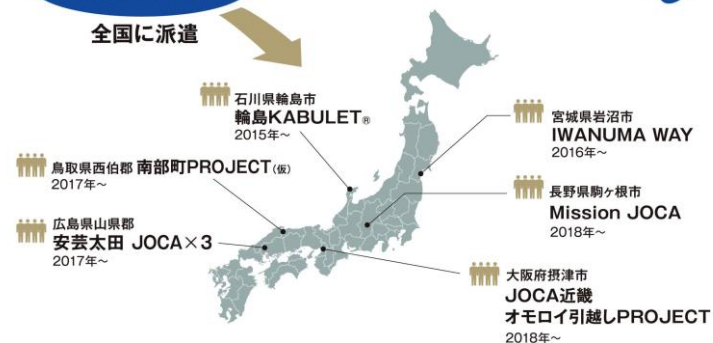 全国に派遣
石川県輪島市
輪島KABULET®
2015年~
宮城県岩沼市
IWANUMA WAY
2016年~
鳥取県西伯郡 南部町PROJECT(仮)
2017年~
長野県駒ヶ根市
Mission JOCA
2018年~
広島県山県郡
安芸太田 JOCA×3
2017年~
大阪府摂津市
JOCA近畿
オモロイ引越しPROJECT
2018年~